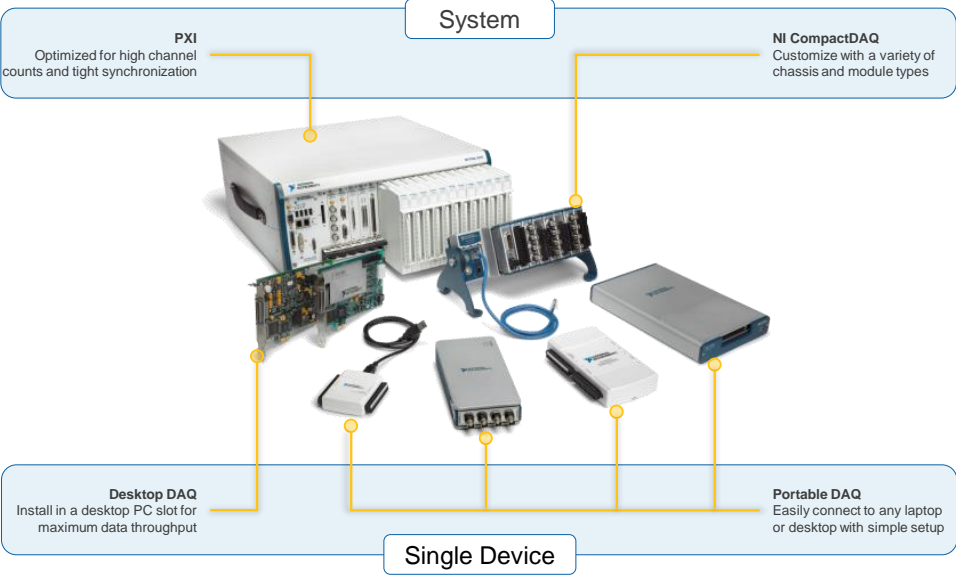 System
PXI
Optimized for high channel
counts and tight synchronization
NI CompactDAQ
Customize with a variety of
chassis and module types
NATIONAL
INSTRUMENTS
Desktop DAQ
Install in a desktop PC slot for
maximum data throughput
Portable DAQ
Easily connect to any laptop
or desktop with simple setup
Single Device